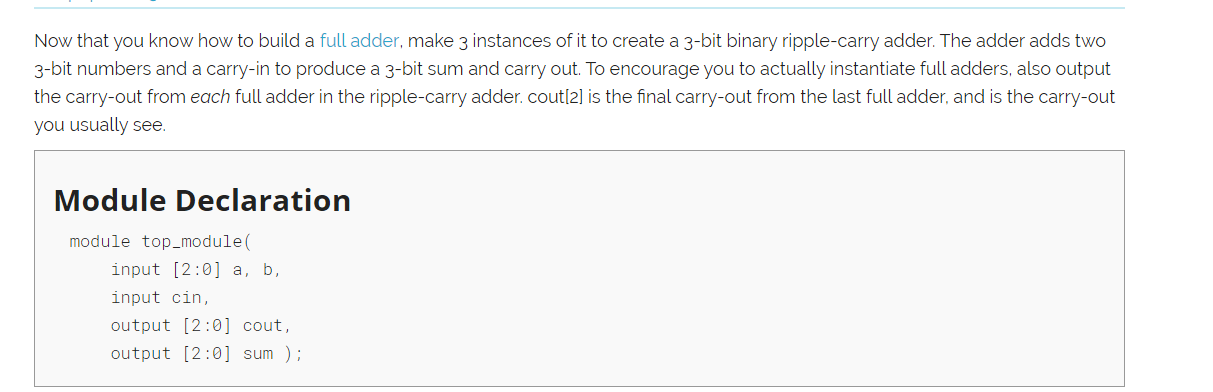 Now that you know how to build a full adder, make 3 instances of it to create a 3-bit binary ripple-carry adder. The adder adds two
3-bit numbers and a carry-in to produce a 3-bit sum and carry out. To encourage you to actually instantiate full adders, also output
the carry-out from each full adder in the ripple-carry adder. cout[2] is the final carry-out from the last full adder, and is the carry-out
you usually see.
Module Declaration
module top_module(
    input [2:0] a, b,
    input cin,
    output [2:0] cout,
    output [2:0] sum );